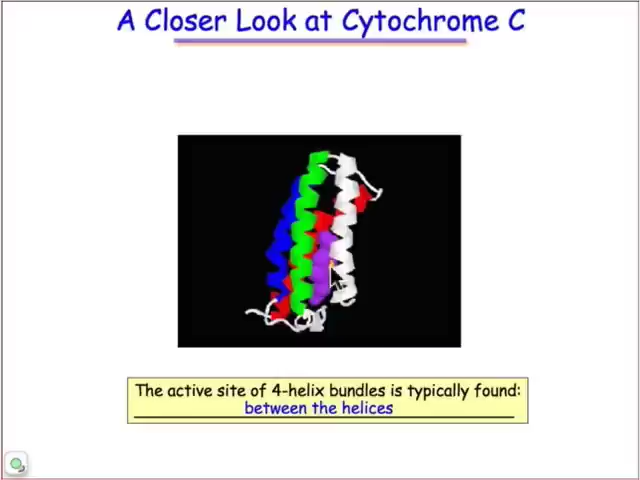 A Closer Look at Cytochrome C
The active site of 4-helix bundles is typically found:
between the helices